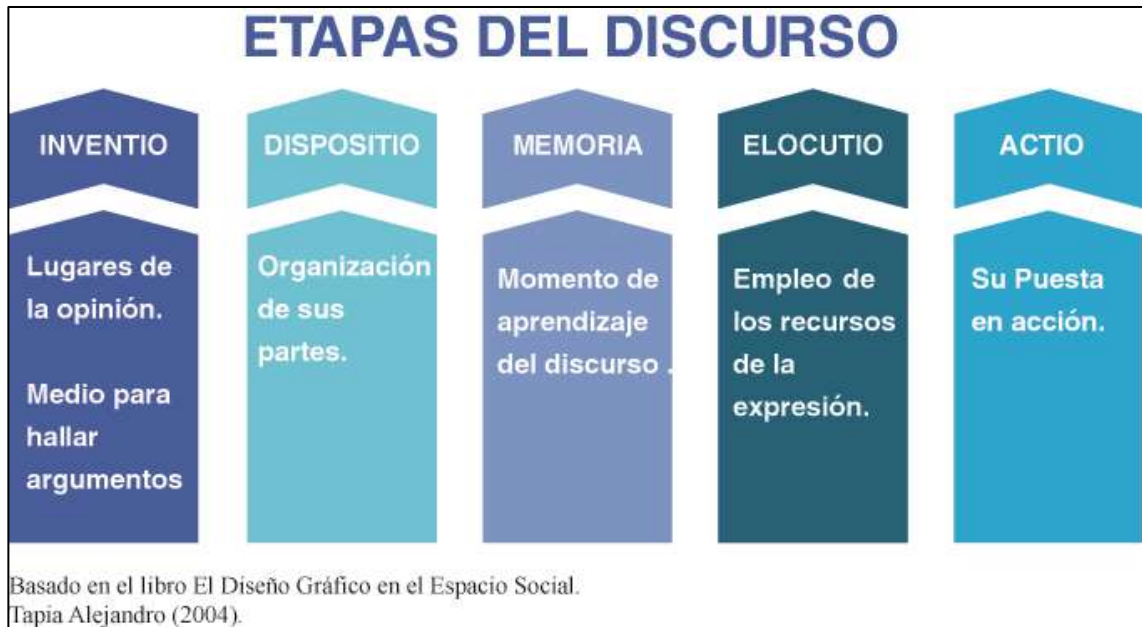 ETAPAS DEL DISCURSO
INVENTIO
Lugares de
la opinión.
Medio para
hallar
argumentos
DISPOSITIO
Organización
de sus
partes.
MEMORIA
Momento de
aprendizaje
del discurso .
ELOCUTIO
Empleo de
los recursos
de la
expresión.
ACTIO
Su Puesta
en acción.
Basado en el libro El Diseño Gráfico en el Espacio Social.
Tapia Alejandro (2004).